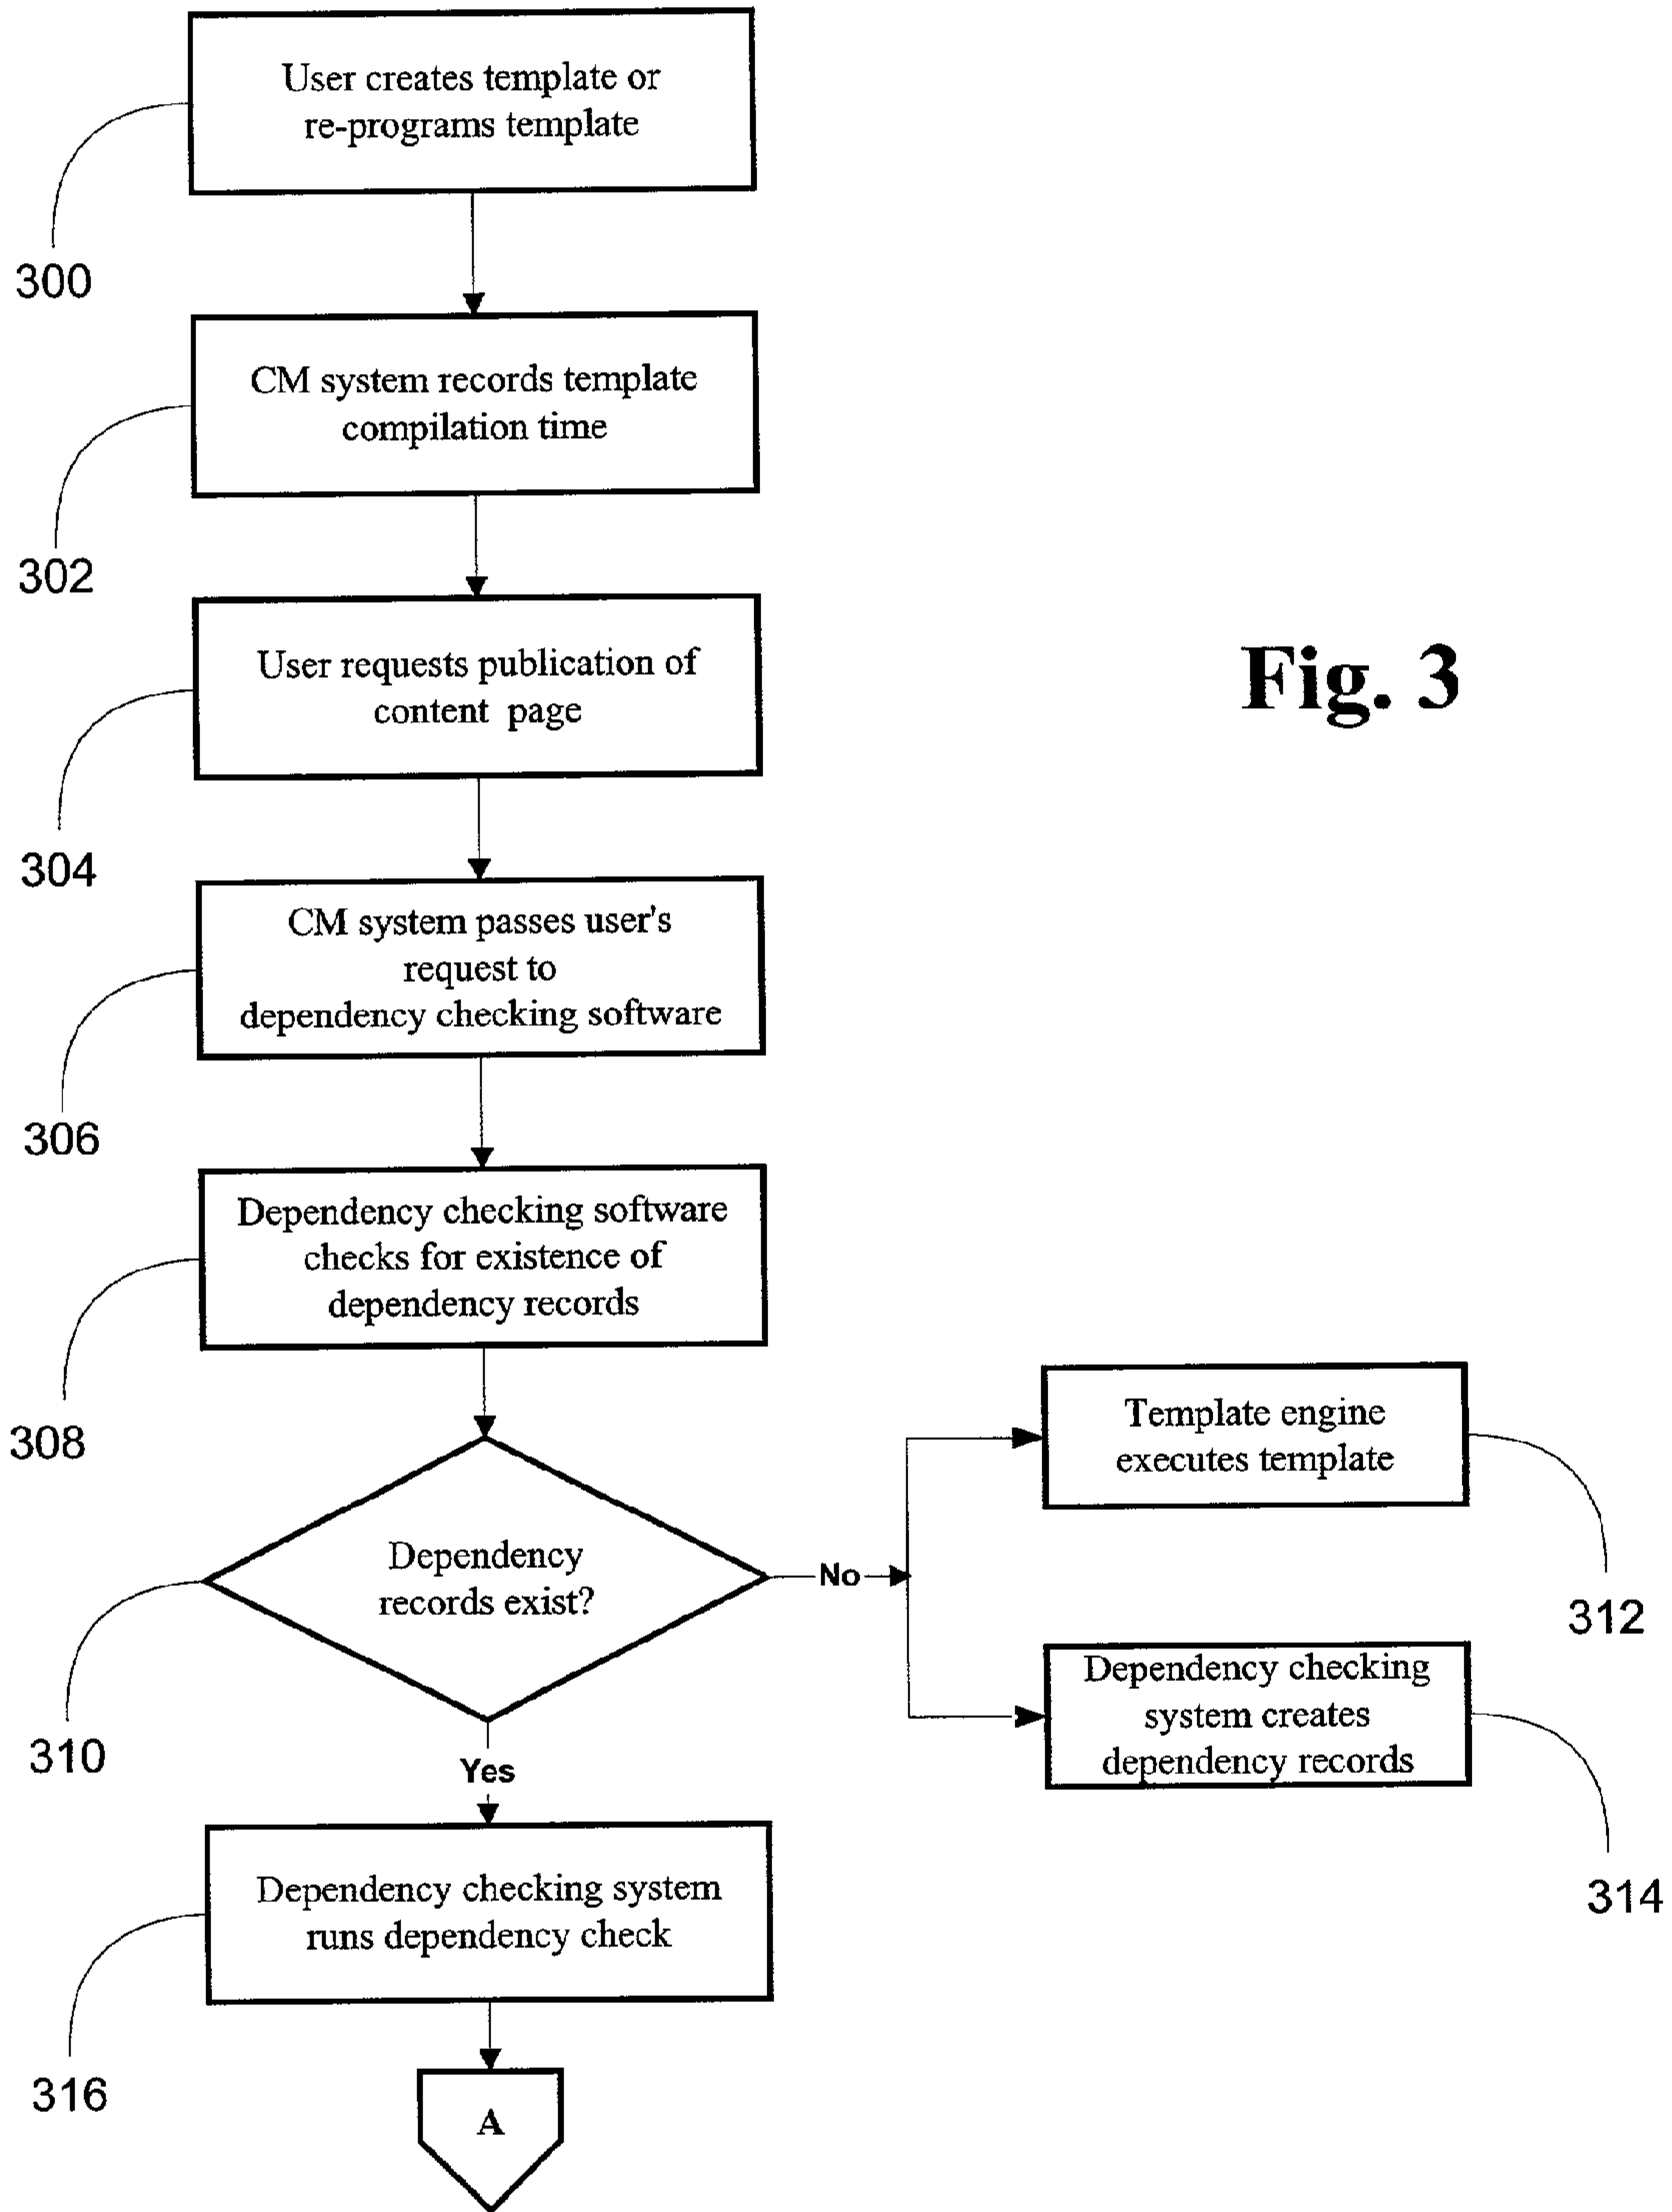 User creates template or
re-programs template
300
CM system records template
compilation time
302
User requests publication of
content page
304
Fig. 3
CM system passes user's
request to
dependency checking software
306
Dependency checking software
checks for existence of
dependency records
308
Dependency
records exist?
310
No
Template engine
executes template
312
Dependency checking
system creates
dependency records
314
Yes
Dependency checking system
runs dependency check
316
A